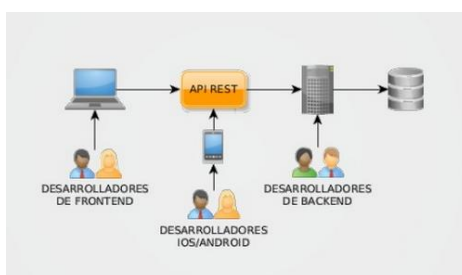 API REST
DESARROLLADORES
DE FRONTEND
DESARROLLADORES
IOS/ANDROID
DESARROLLADORES
DE BACKEND